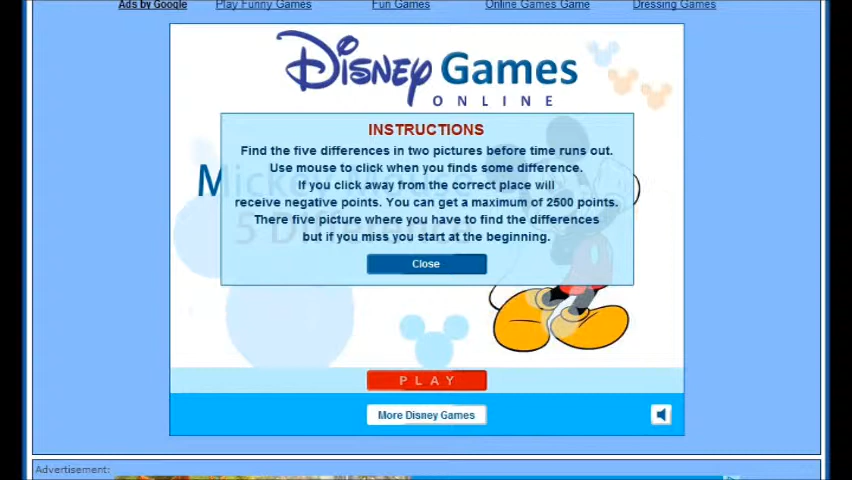 Ads by Google Play Funny Games Fun Games Online Games Game Dressing Games
Disney Games
ONLINE
INSTRUCTIONS
Find the five differences in two pictures before time runs out.
Use mouse to click when you finds some difference.
If you click away from the correct place will
receive negative points. You can get a maximum of 2500 points.
There five picture where you have to find the differences
but if you miss you start at the beginning.
Mickey Mouse
5 Difference
Close
PLAY
More Disney Games
Advertisement: